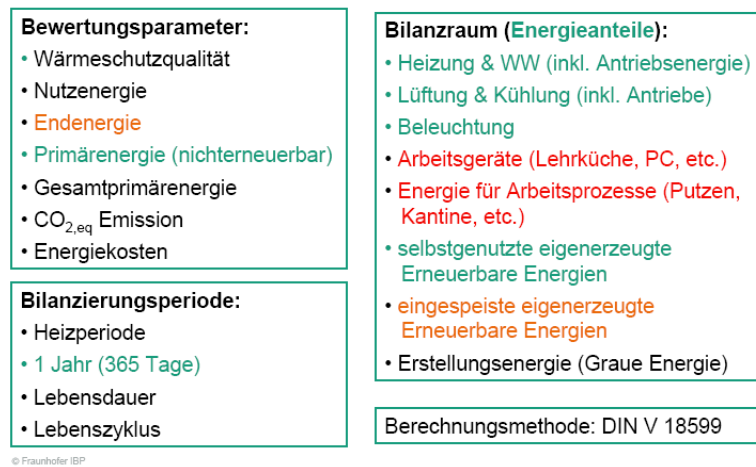 Bewertungsparameter:
• Wärmeschutzqualität
• Nutzenergie
• Endenergie
• Primärenergie (nichterneuerbar)
• Gesamtprimärenergie
• CO2,eq Emission
• Energiekosten
Bilanzierungsperiode:
• Heizperiode
• 1 Jahr (365 Tage)
• Lebensdauer
• Lebenszyklus
© Fraunhofer IBP
Bilanzraum (Energieanteile):
• Heizung & WW (inkl. Antriebsenergie)
• Lüftung & Kühlung (inkl. Antriebe)
• Beleuchtung
• Arbeitsgeräte (Lehrküche, PC, etc.)
• Energie für Arbeitsprozesse (Putzen,
Kantine, etc.)
• selbstgenutzte eigenerzeugte
Erneuerbare Energien
• eingespeiste eigenerzeugte
Erneuerbare Energien
• Erstellungsenergie (Graue Energie)
Berechnungsmethode: DIN V 18599